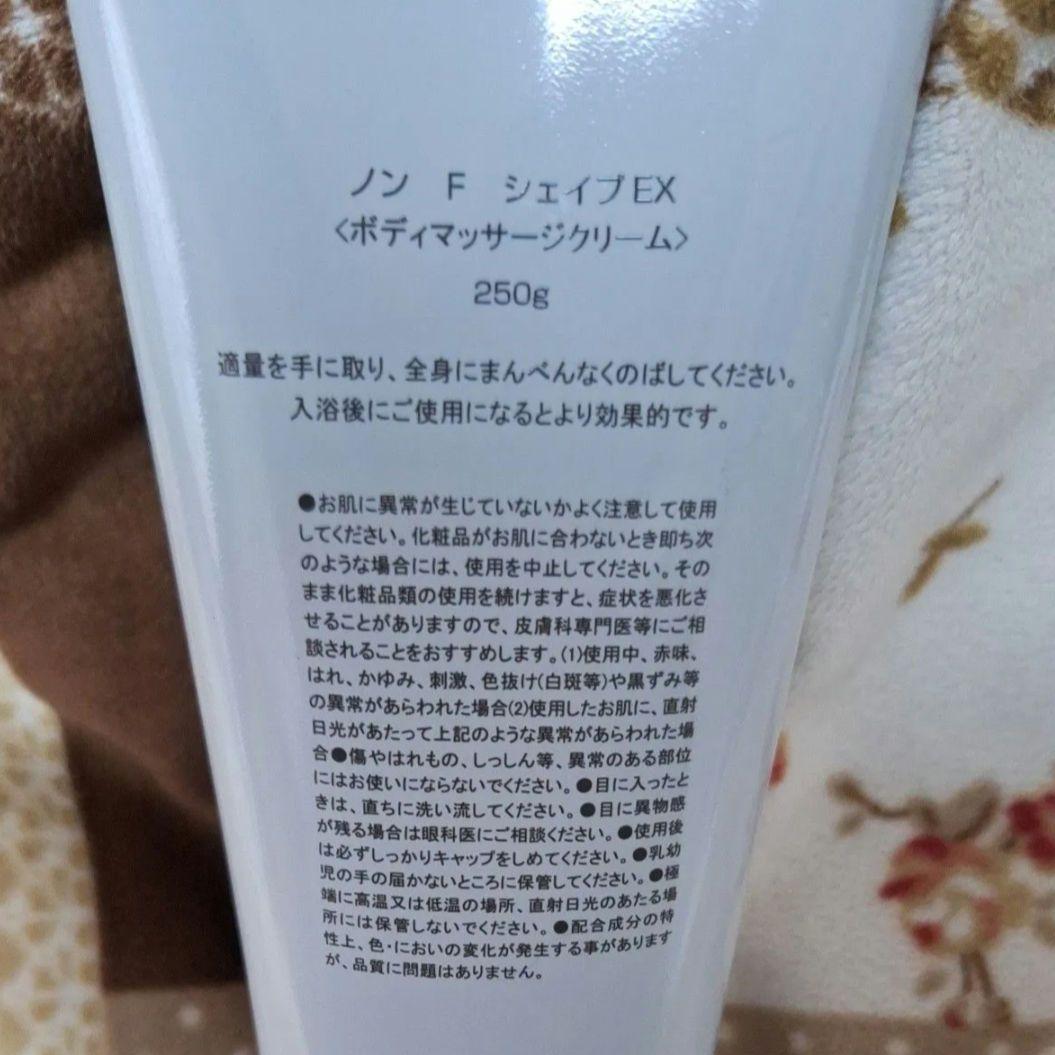 ノン　F　シェイプEX
<ボディマッサージクリーム>
250g
適量を手に取り、全身にまんべんなくのばしてください。
入浴後にご使用になるとより効果的です。
●お肌に異常が生じていないかよく注意して使用
してください。化粧品がお肌に合わないとき即ち次
のような場合には、使用を中止してください。その
まま化粧品類の使用を続けますと、症状を悪化さ
せることがありますので、皮膚科専門医等にご相
談されることをおすすめします。(1)使用中、赤味、
はれ、かゆみ、刺激、色抜け(白斑等)や黒ずみ等
の異常があらわれた場合(2)使用したお肌に、直射
日光があたって上記のような異常があらわれた場
合●傷やはれもの、しっしん等、異常のある部位
にはお使いにならないでください。●目に入ったと
きは、直ちに洗い流してください。●目に異物感
が残る場合は眼科医にご相談ください。●使用後
は必ずしっかりキャップをしめてください。●乳幼
児の手の届かないところに保管してください。●極
端に高温又は低温の場所、直射日光のあたる場
所には保管しないでください。●配合成分の特
性上、色・においの変化が発生する事があります
が、品質に問題はありません。